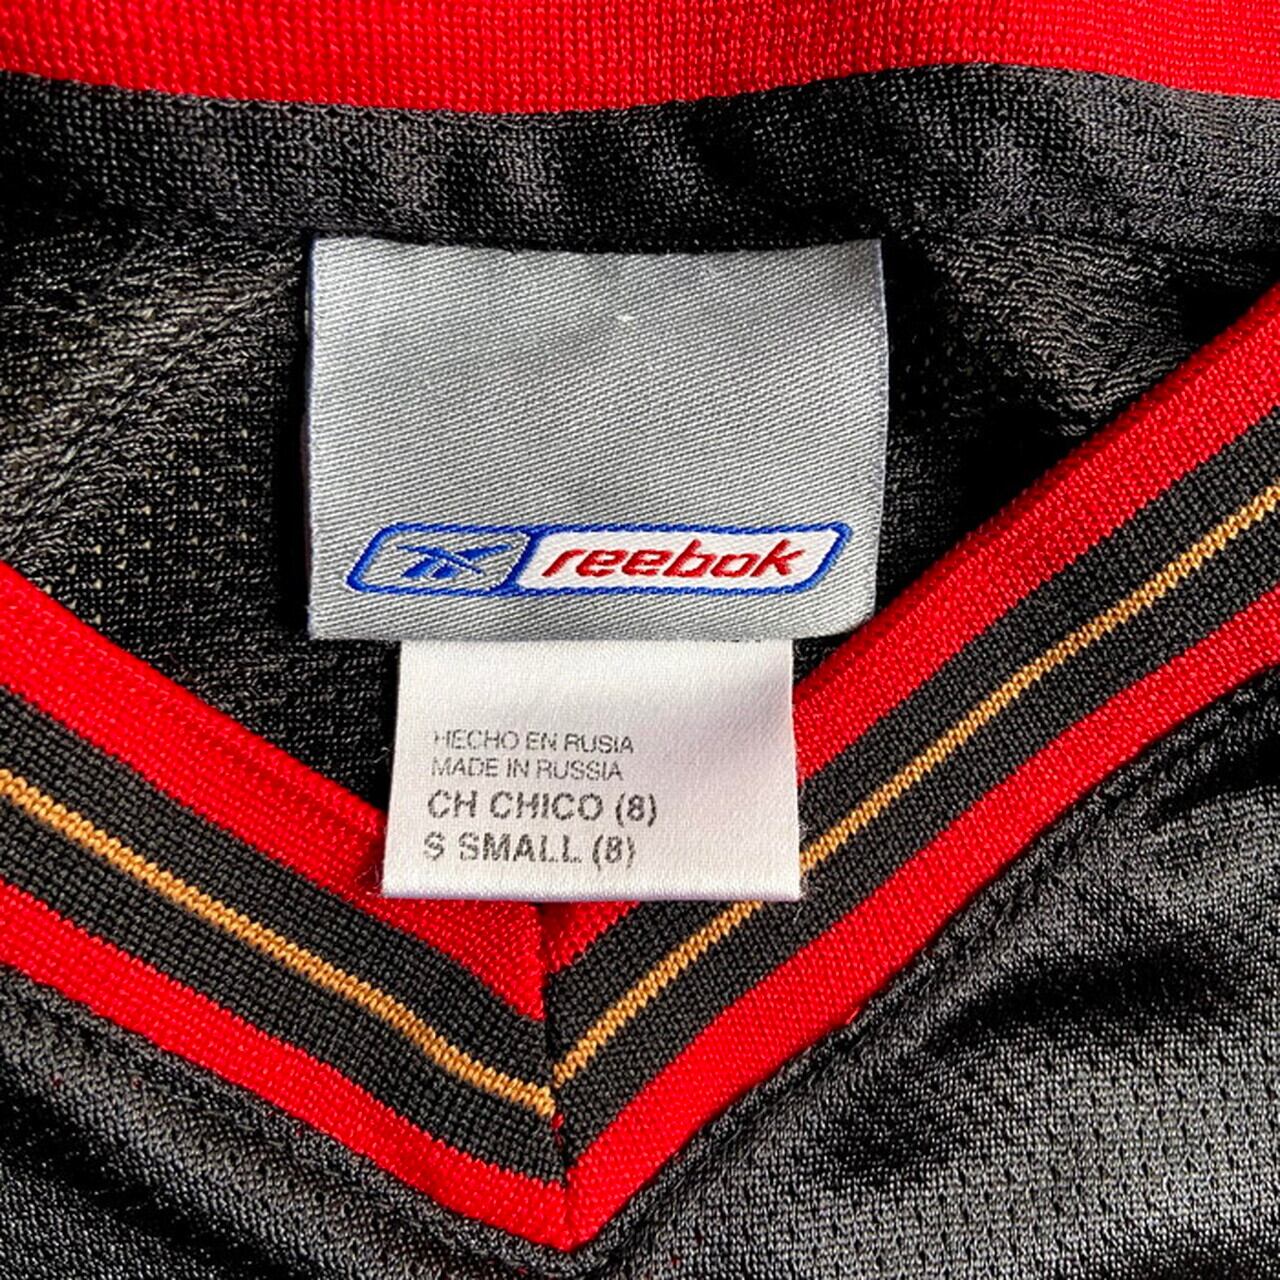 reebok
HECHO EN RUSIA
MADE IN RUSSIA
CH CHICO (8)
S SMALL (8)